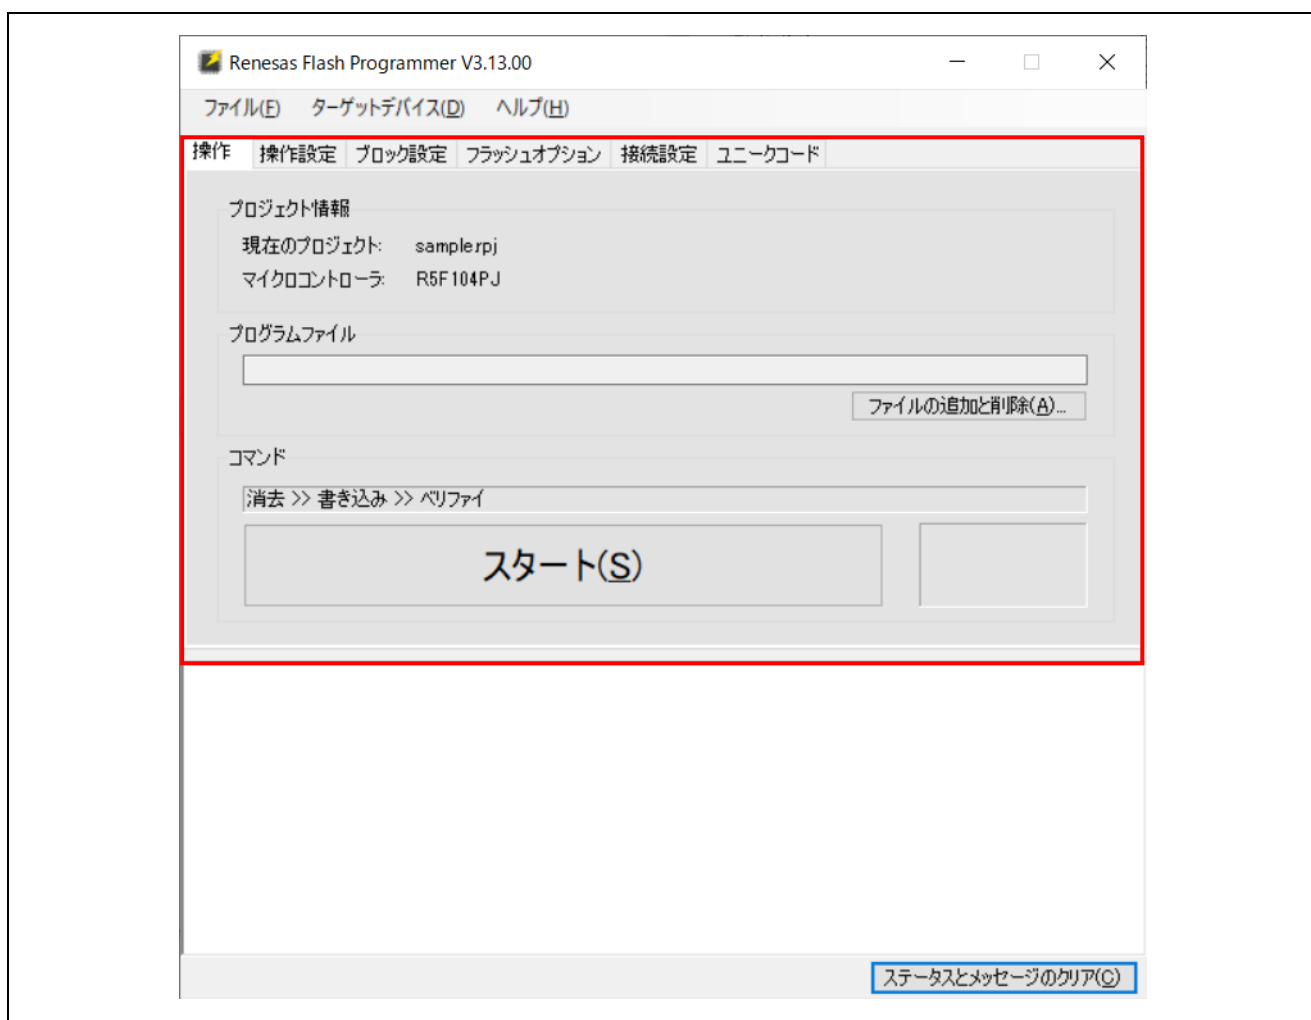 Renesas Flash Programmer V3.13.00
ファイル(F) ターゲットデバイス(D) ヘルプ(H)
操作 操作設定 ブロック設定 フラッシュオプション 接続設定 ユニークコード
プロジェクト情報
現在のプロジェクト: sample.rpj
マイクロコントローラ: R5F104PJ
プログラムファイル
ファイルの追加と削除(A)...
コマンド
消去 >> 書き込み >> ベリファイ
スタート(S)
ステータスとメッセージのクリア(C)